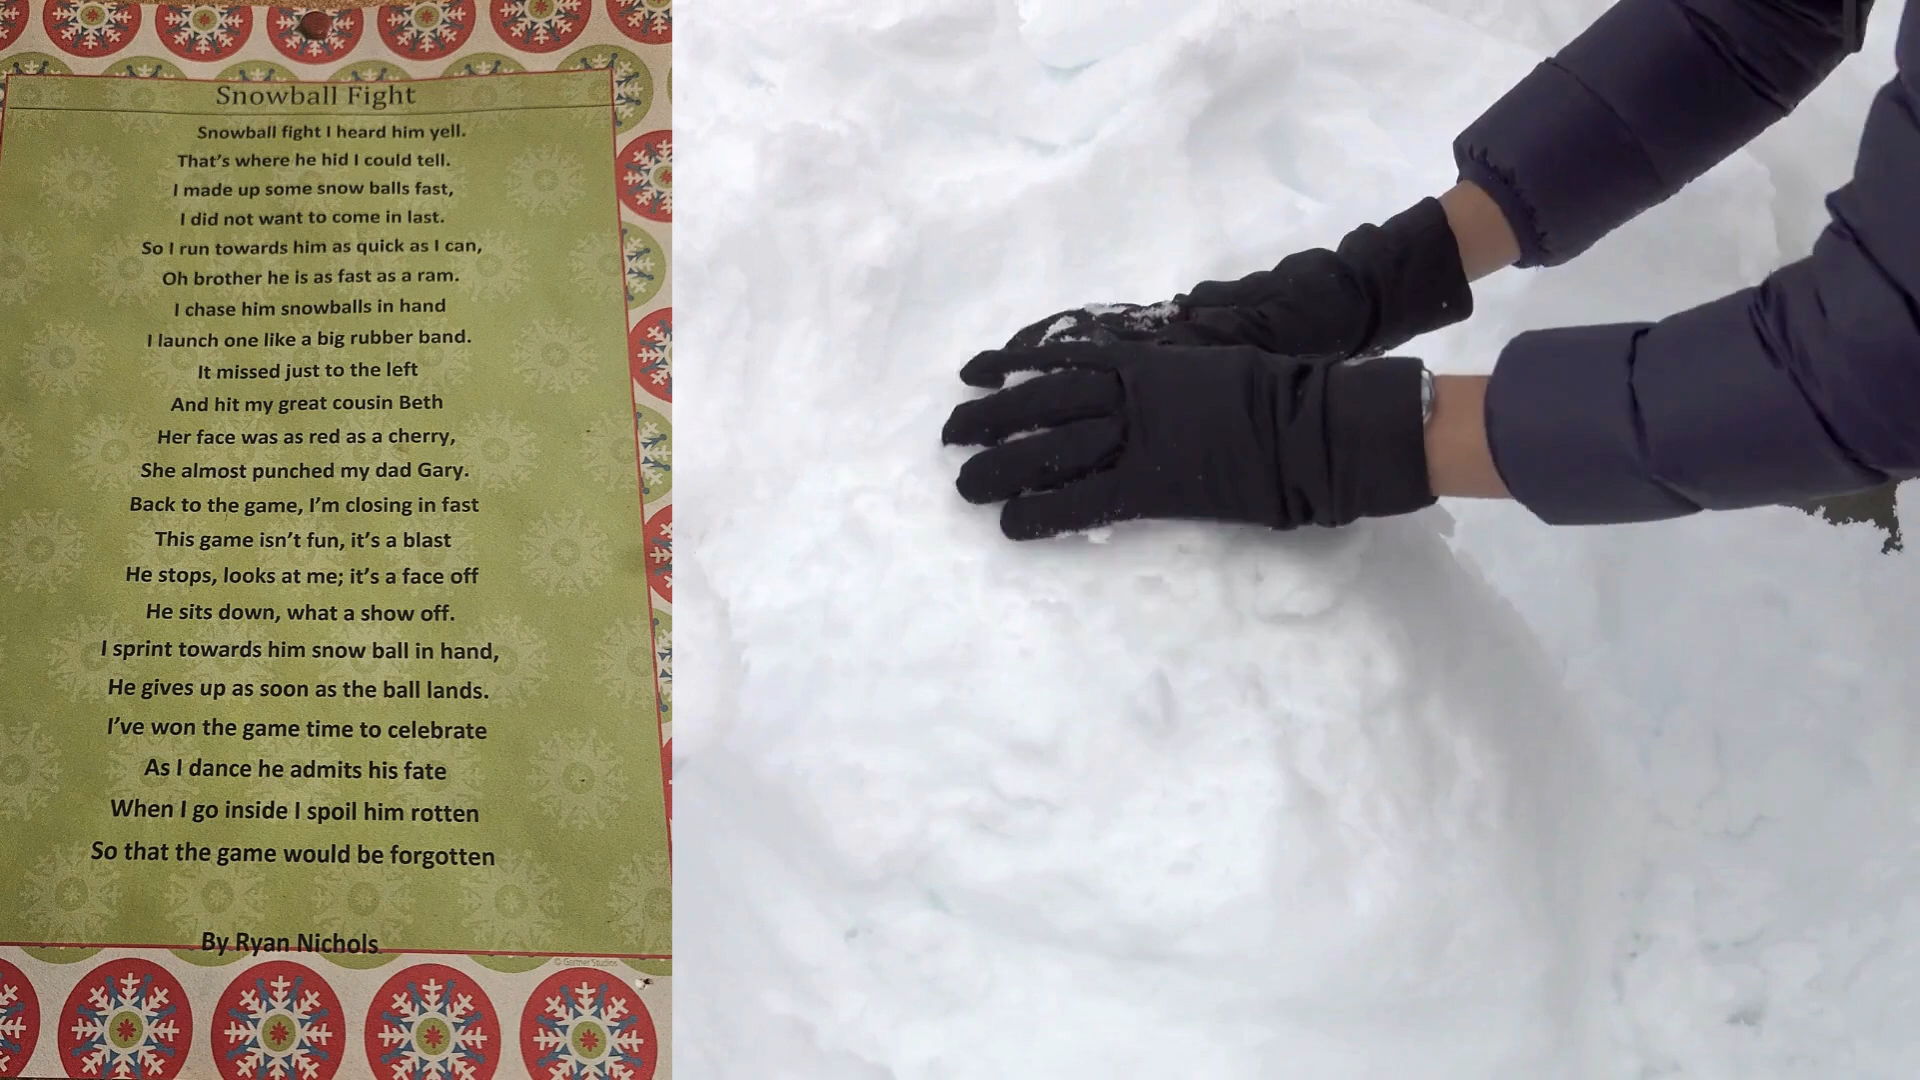 Snowball Fight
Snowball fight I heard him yell.
That's where he hid I could tell.
I made up some snow balls fast,
I did not want to come in last.
So I run towards him as quick as I can,
Oh brother he is as fast as a ram.
I chase him snowballs in hand
I launch one like a big rubber band.
It missed just to the left
And hit my great cousin Beth
Her face was as red as a cherry,
She almost punched my dad Gary.
Back to the game, I'm closing in fast
This game isn't fun, it's a blast
He stops, looks at me; it's a face off
He sits down, what a show off.
I sprint towards him snow ball in hand,
He gives up as soon as the ball lands.
I've won the game time to celebrate
As I dance he admits his fate
When I go inside I spoil him rotten
So that the game would be forgotten
By Ryan Nichols
© Gartner Studios